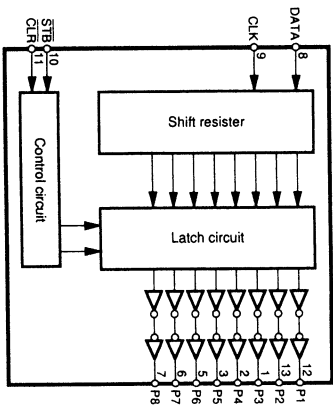 CLR
STB
CLK
DATA
11
10
9
8
Shift resister
Control circuit
Latch circuit
7
6
5
3
2
1
13
12
P8
P7
P6
P5
P4
P3
P2
P1